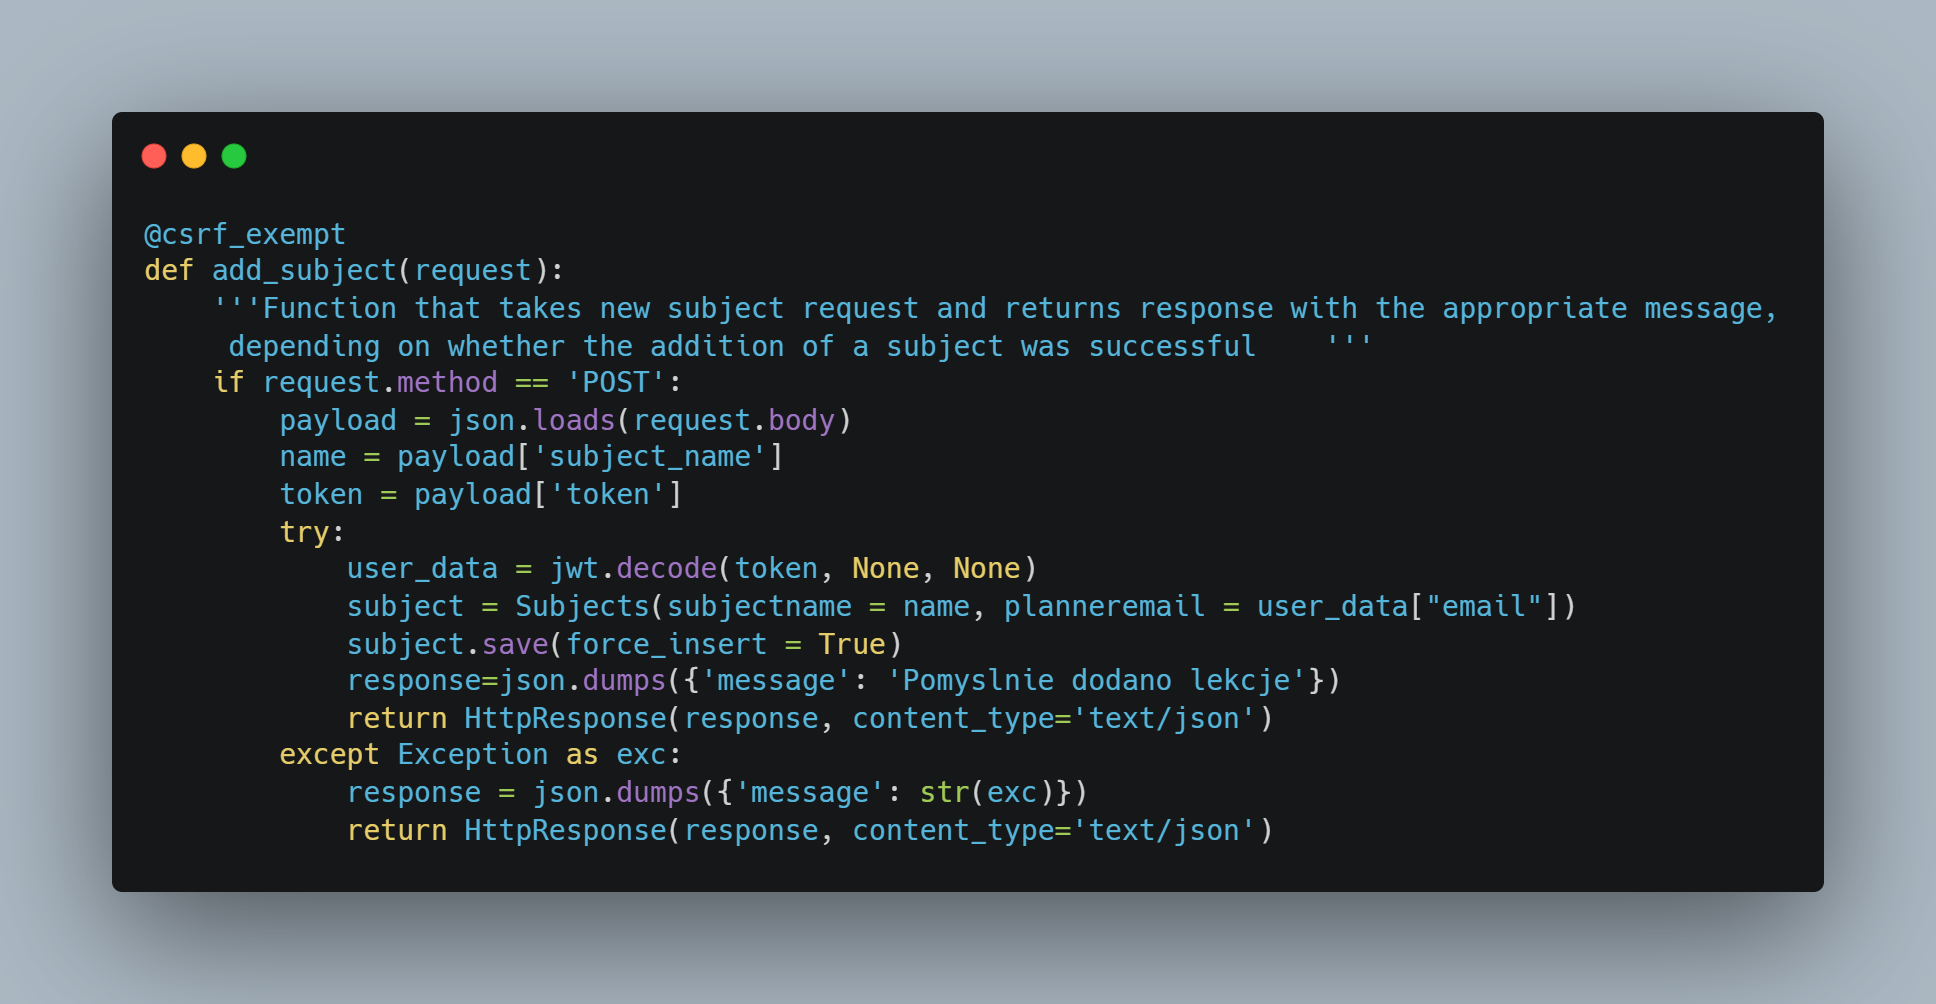 @csrf_exempt
def add_subject(request):
    '''Function that takes new subject request and returns response with the appropriate message,
     depending on whether the addition of a subject was successful    '''
    if request.method == 'POST':
        payload = json.loads(request.body)
        name = payload['subject_name']
        token = payload['token']
        try:
            user_data = jwt.decode(token, None, None)
            subject = Subjects(subjectname = name, planneremail = user_data["email"])
            subject.save(force_insert = True)
            response=json.dumps({'message': 'Pomyslnie dodano lekcje'})
            return HttpResponse(response, content_type='text/json')
        except Exception as exc:
            response = json.dumps({'message': str(exc)})
            return HttpResponse(response, content_type='text/json')